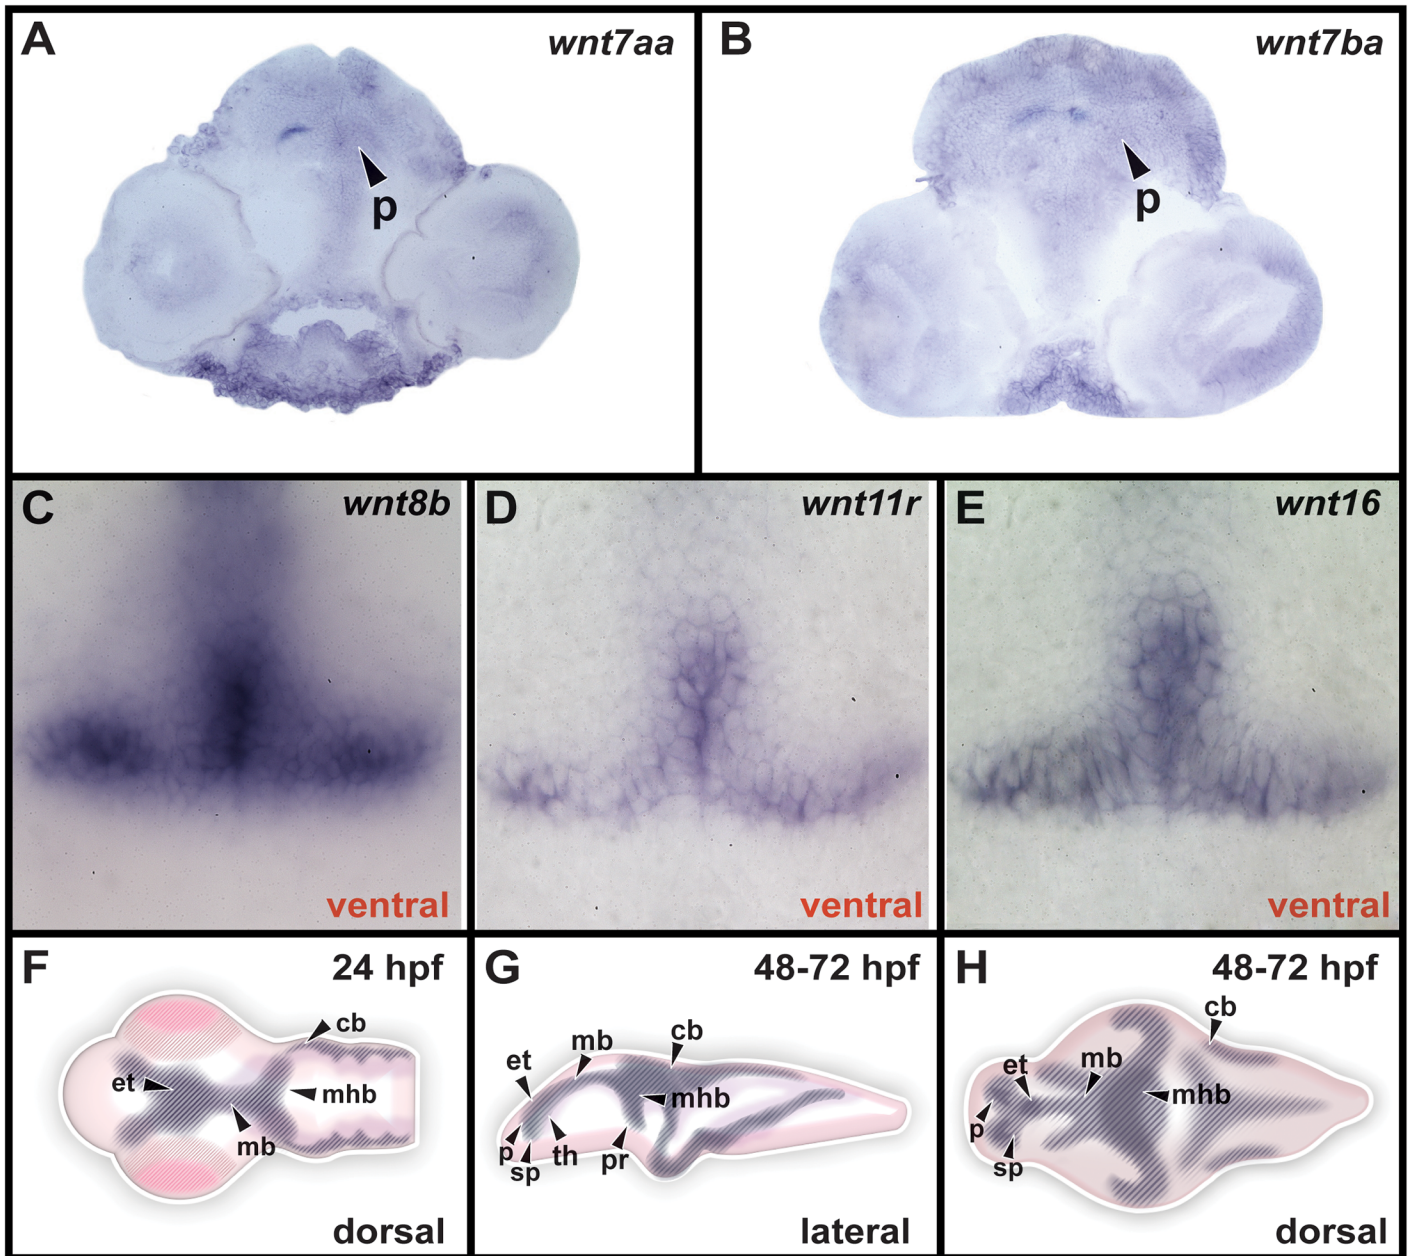 A wnt7aa
p
B wnt7ba
p
C wnt8b
ventral
D wnt11r
ventral
E wnt16
ventral
F 24 hpf
cb
et
mhb
mb
dorsal
G 48-72 hpf
cb
mb
et
mhb
p
sp
th
pr
lateral
H 48-72 hpf
cb
mb
et
mhb
p
sp
dorsal